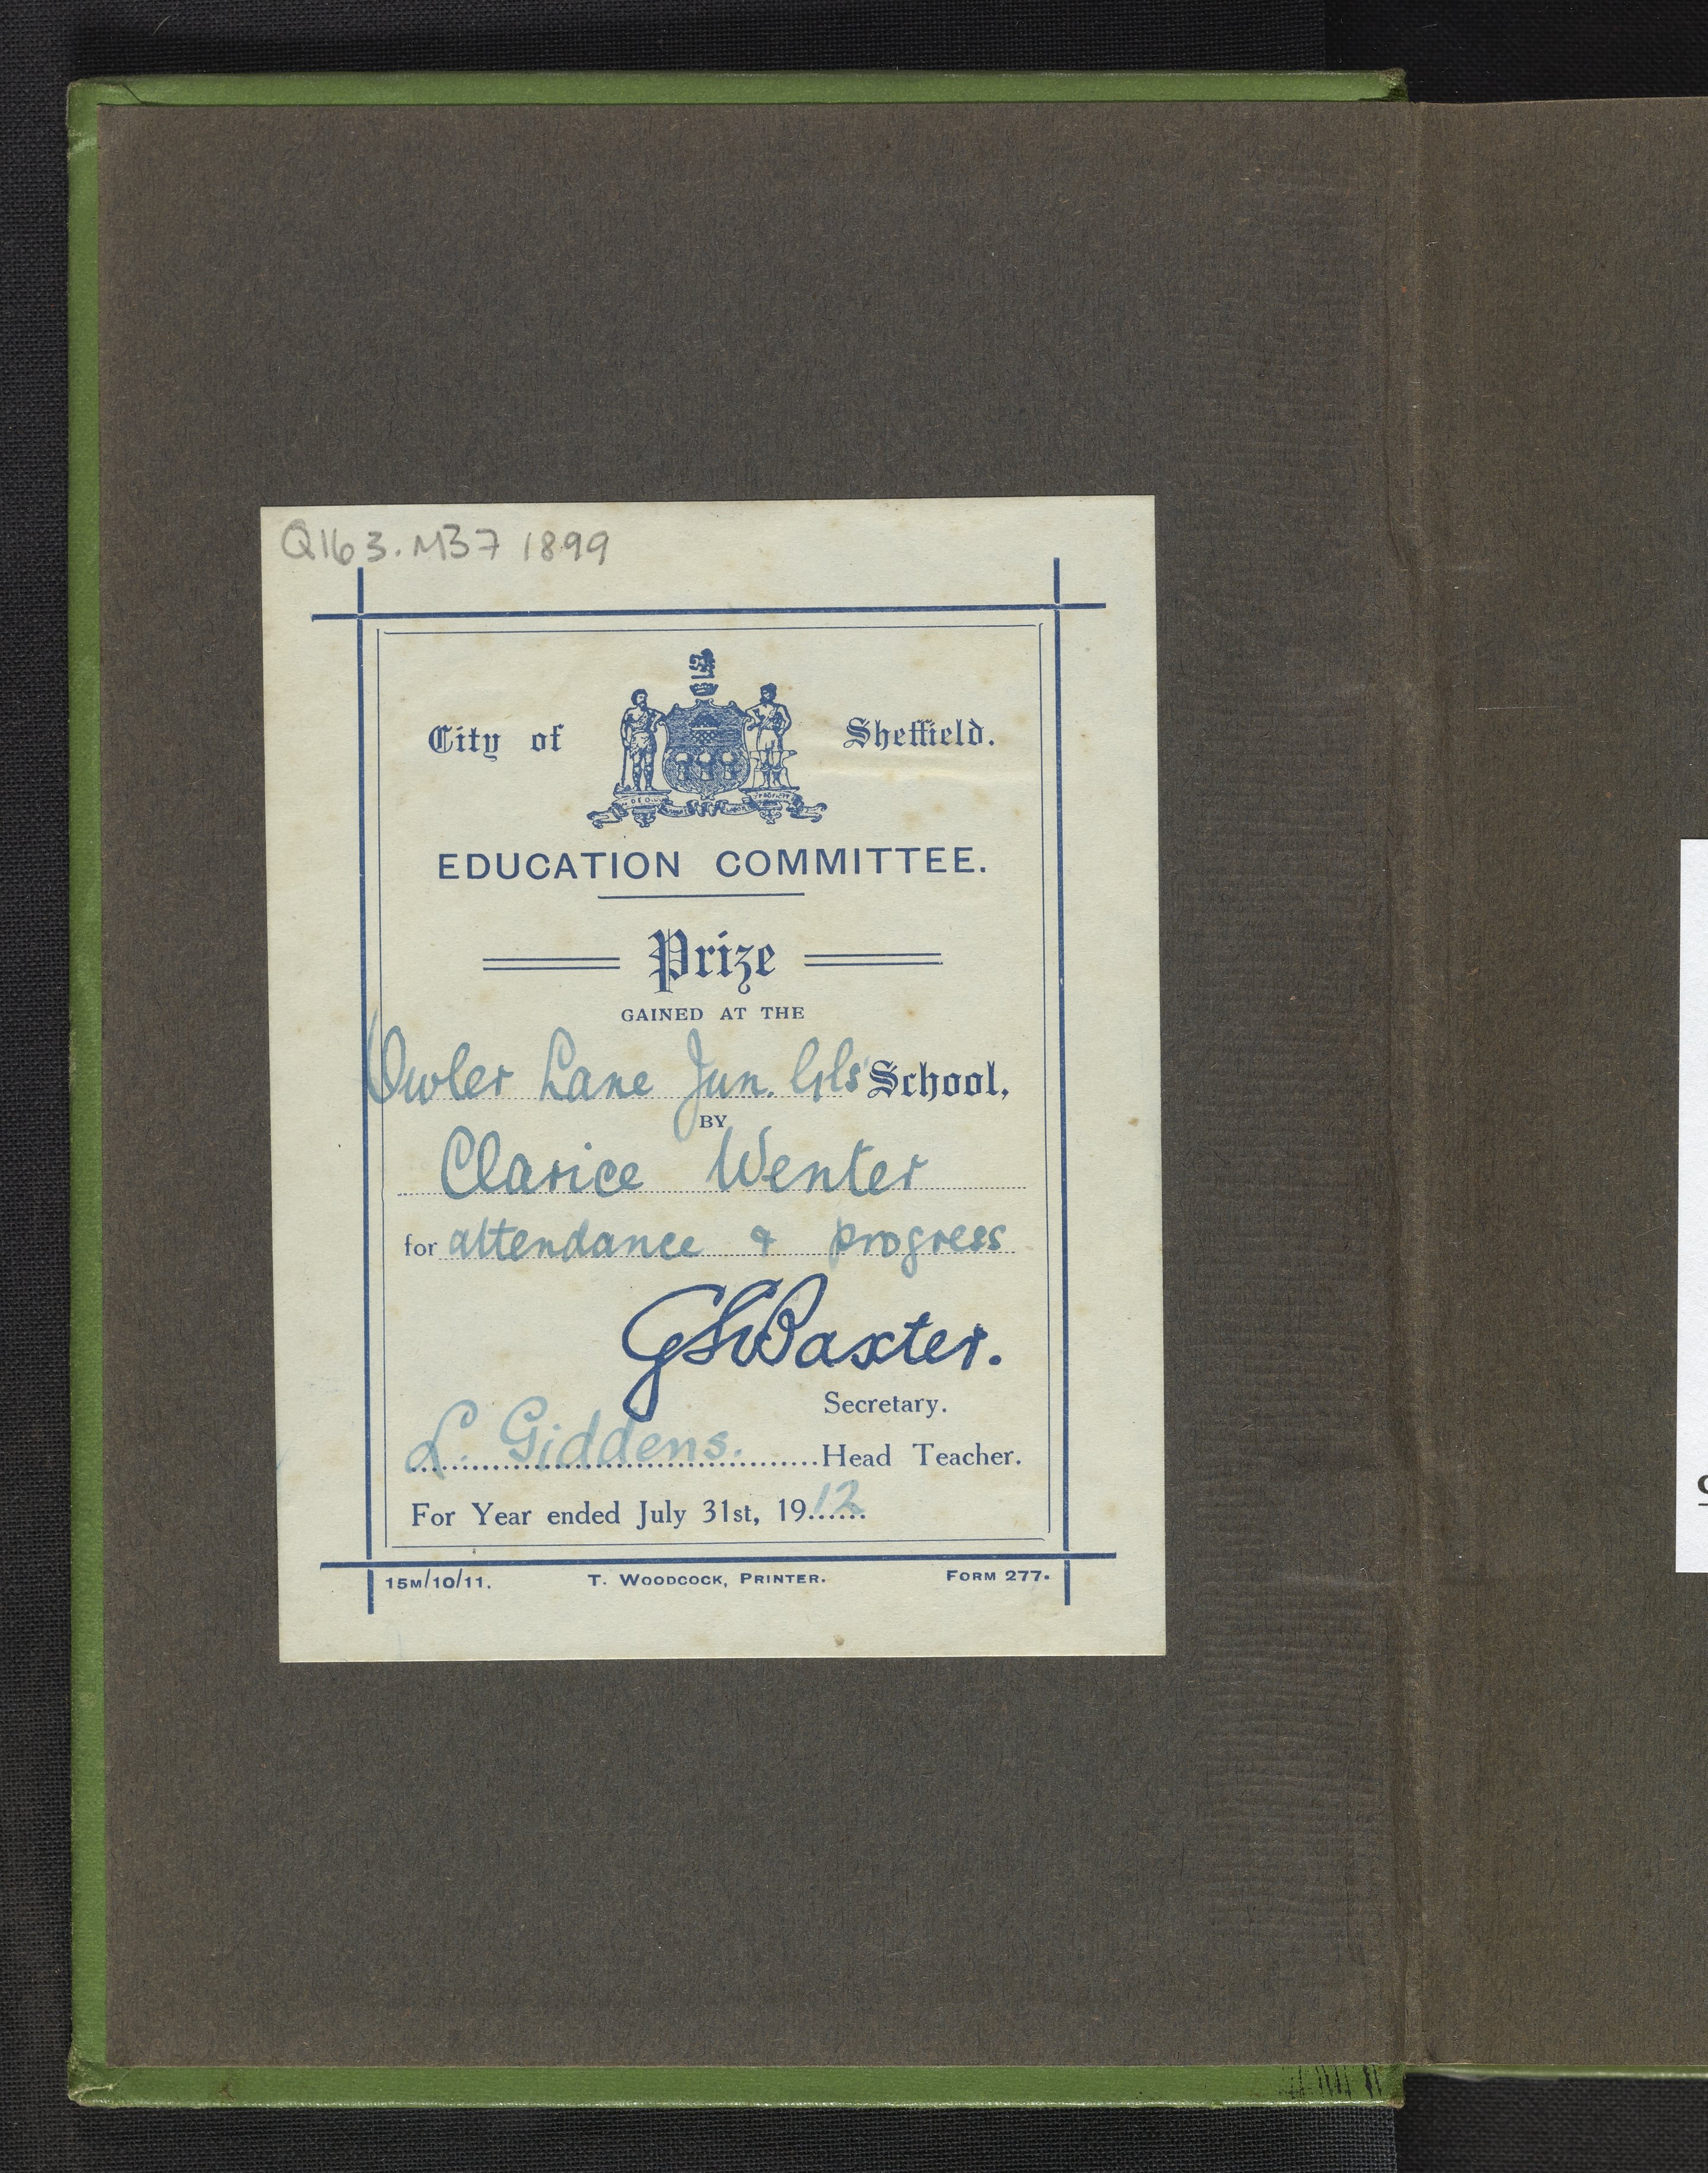 Q163.M37 1899
City of Sheffield.
EDUCATION COMMITTEE.
Prize
GAINED AT THE
Owler Lane Jun. Grls' School,
BY
Clarice Wenter
for attendance & progress
GSBaxter.
Secretary.
L. Giddens. Head Teacher.
For Year ended July 31st, 1912
15M/10/11. T. WOODCOCK, PRINTER. FORM 277.